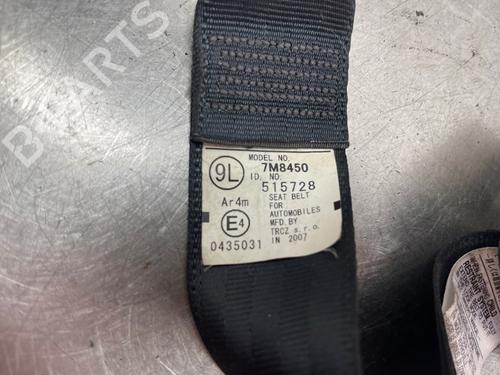 MODEL NO.
9L 7M8450
ID. NO.
515728
Ar4m SEAT BELT
FOR
AUTOMOBILES
E4 MFD.BY
TRCZ s.r.o.
0435031 IN 2007